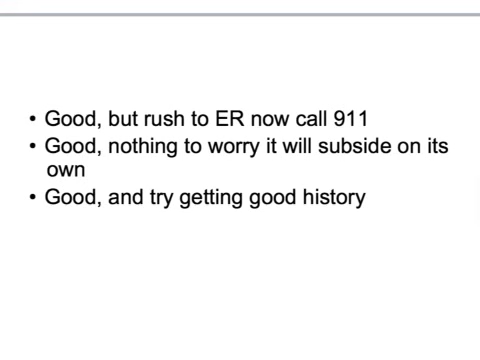 • Good, but rush to ER now call 911
• Good, nothing to worry it will subside on its
own
• Good, and try getting good history